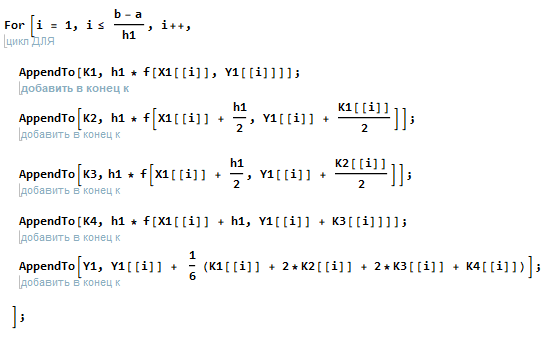 For[i = 1, i ≤ (b - a)/h1, i++,
цикл ДЛЯ
AppendTo[K1, h1 * f[X1[[i]], Y1[[i]]]];
добавить в конец к
AppendTo[K2, h1 * f[X1[[i]] + h1/2, Y1[[i]] + K1[[i]]/2]];
добавить в конец к
AppendTo[K3, h1 * f[X1[[i]] + h1/2, Y1[[i]] + K2[[i]]/2]];
добавить в конец к
AppendTo[K4, h1 * f[X1[[i]] + h1, Y1[[i]] + K3[[i]]]];
добавить в конец к
AppendTo[Y1, Y1[[i]] + 1/6 (K1[[i]] + 2*K2[[i]] + 2*K3[[i]] + K4[[i]])];
добавить в конец к
];